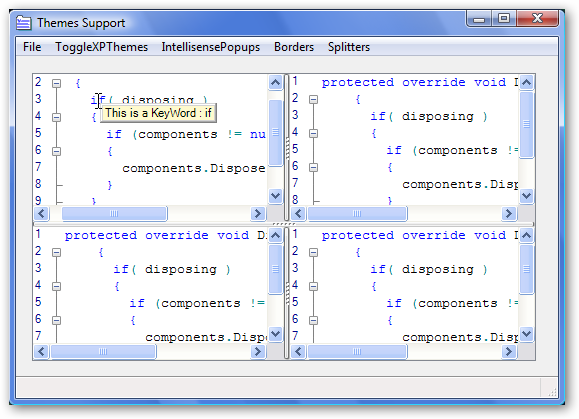 Themes Support
File ToggleXPThemes IntellisensePopups Borders Splitters
2 {
3 if( disposing )
This is a KeyWord : if
4 {
5 if (components != nu
6 {
7 components.Dispose
8 }
9 }
1 protected override void
2 {
3 if( disposing )
4 {
5 if (components !=
6 {
7 components.Disp
8 }
1 protected override void D
2 {
3 if( disposing )
4 {
5 if (components !=
6 {
7 components.Dispo
1 protected override void
2 {
3 if( disposing )
4 {
5 if (components !=
6 {
7 components.Disp